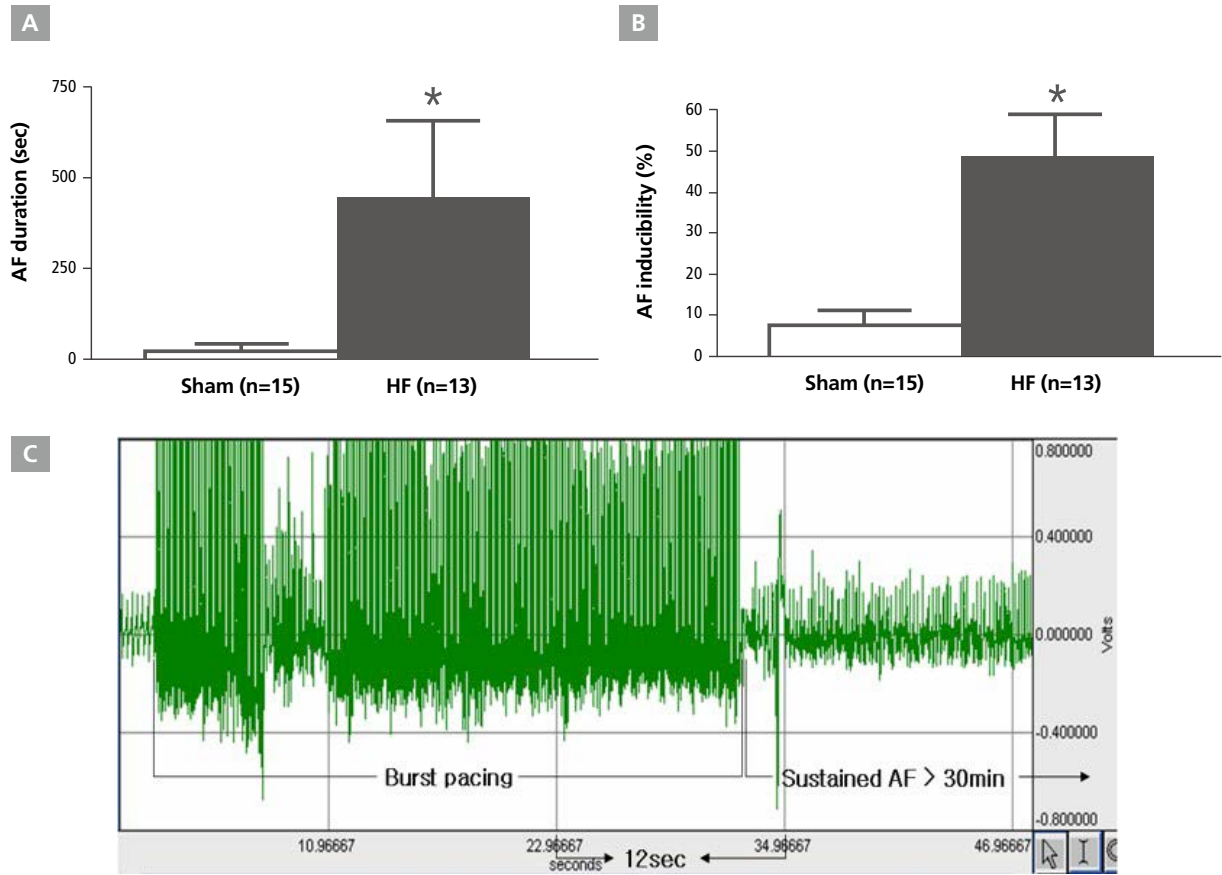 A
AF duration (sec)
750
500
250
0
*
Sham (n=15) HF (n=13)
B
AF inducibility (%)
60
50
40
30
20
10
0
*
Sham (n=15) HF (n=13)
C
0.800000
0.400000
0.000000
-0.400000
-0.800000
Volts
Burst pacing
Sustained AF > 30min
10.96667 22.96667 34.96667 46.96667
seconds
12sec